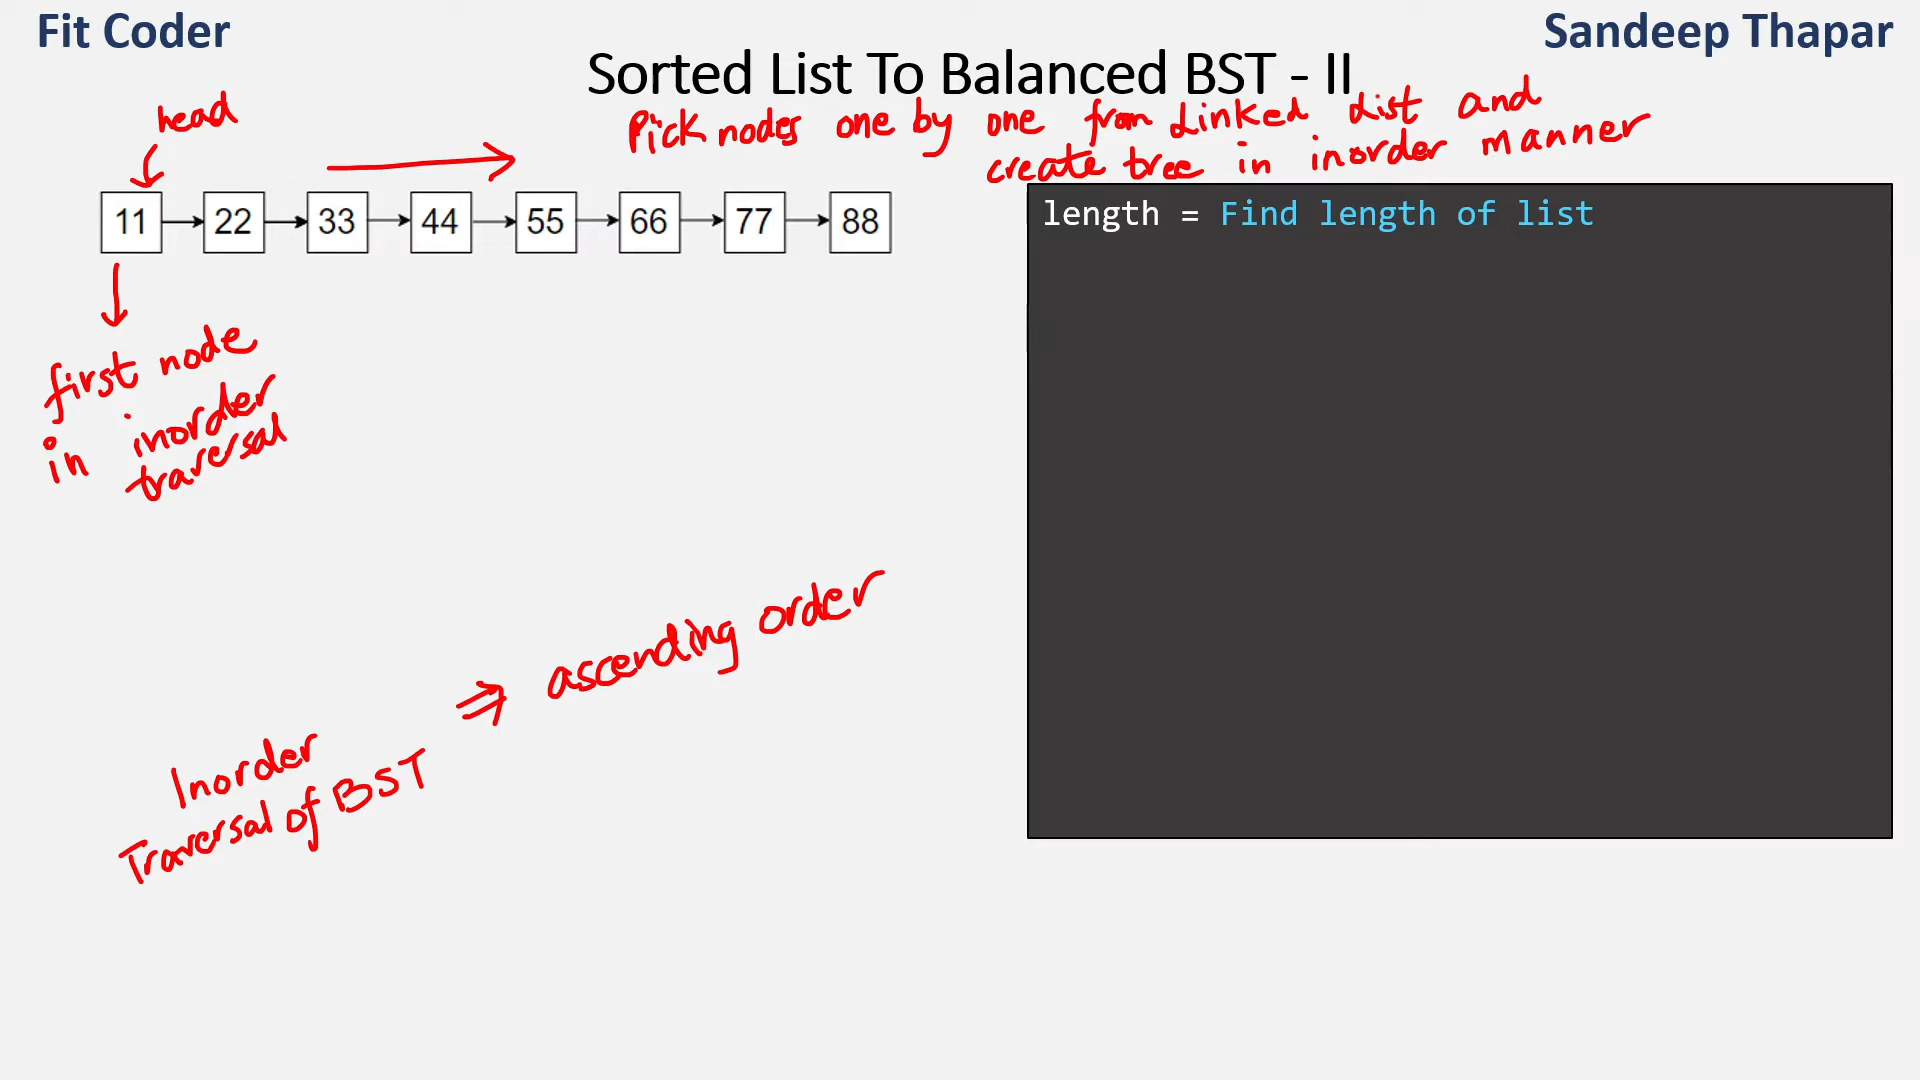 Fit Coder
Sandeep Thapar
Sorted List To Balanced BST - II
Pick nodes one by one from Linked List and
create tree in inorder manner
head
11 22 33 44 55 66 77 88
length = Find length of list
first node
in inorder
traversal
ascending order
⇒
Inorder
Traversal of BST